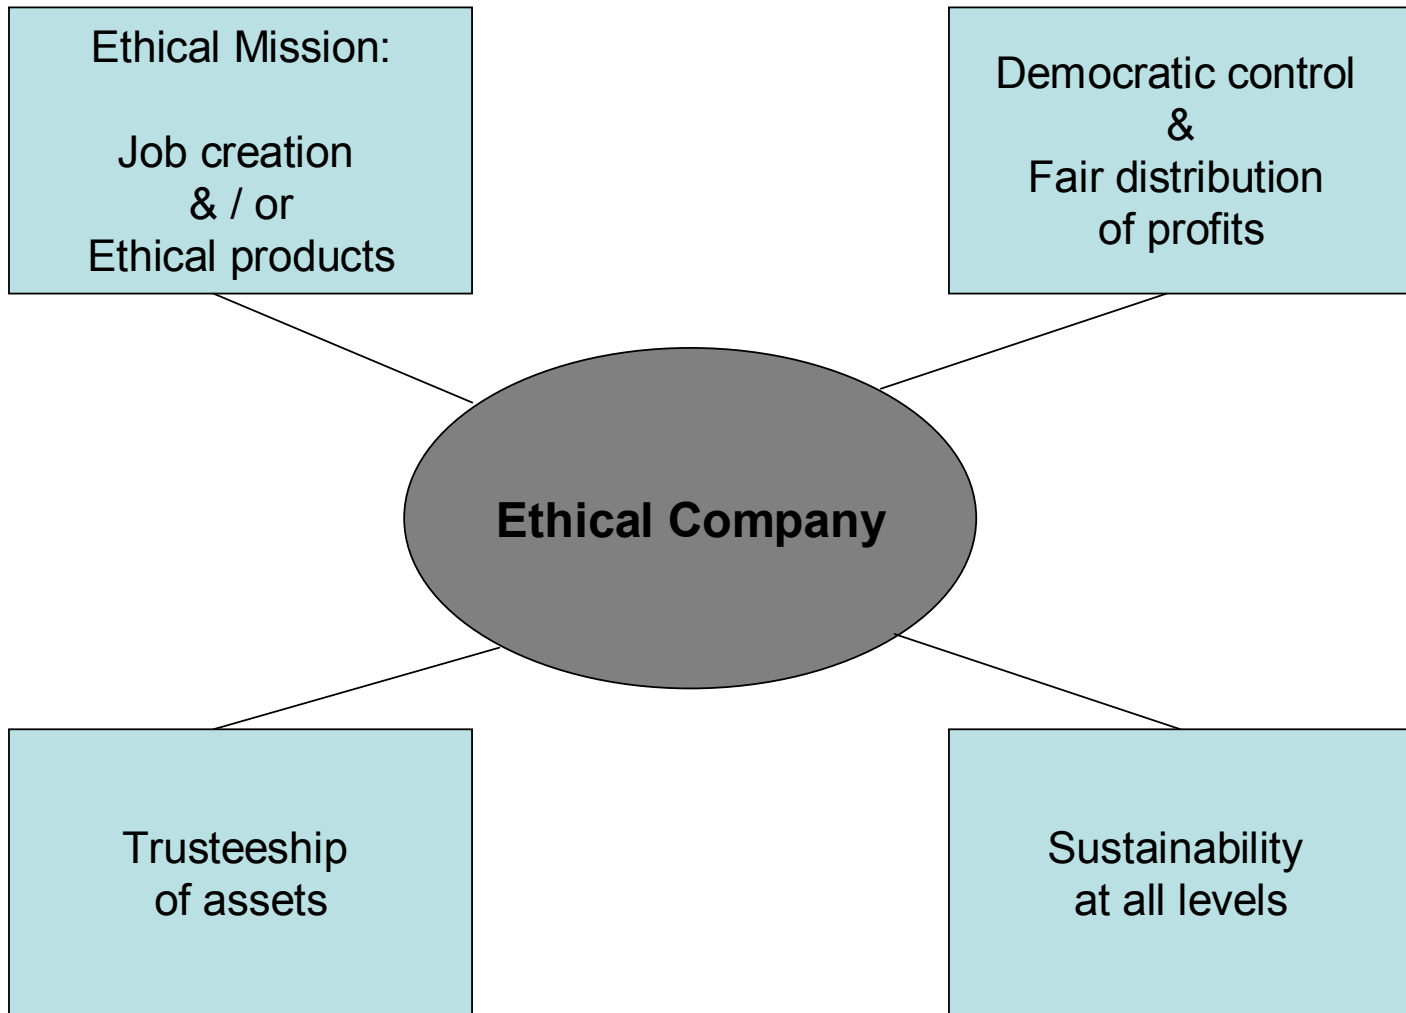 Ethical Mission:
Job creation
& / or
Ethical products
Democratic control
&
Fair distribution
of profits
Ethical Company
Trusteeship
of assets
Sustainability
at all levels